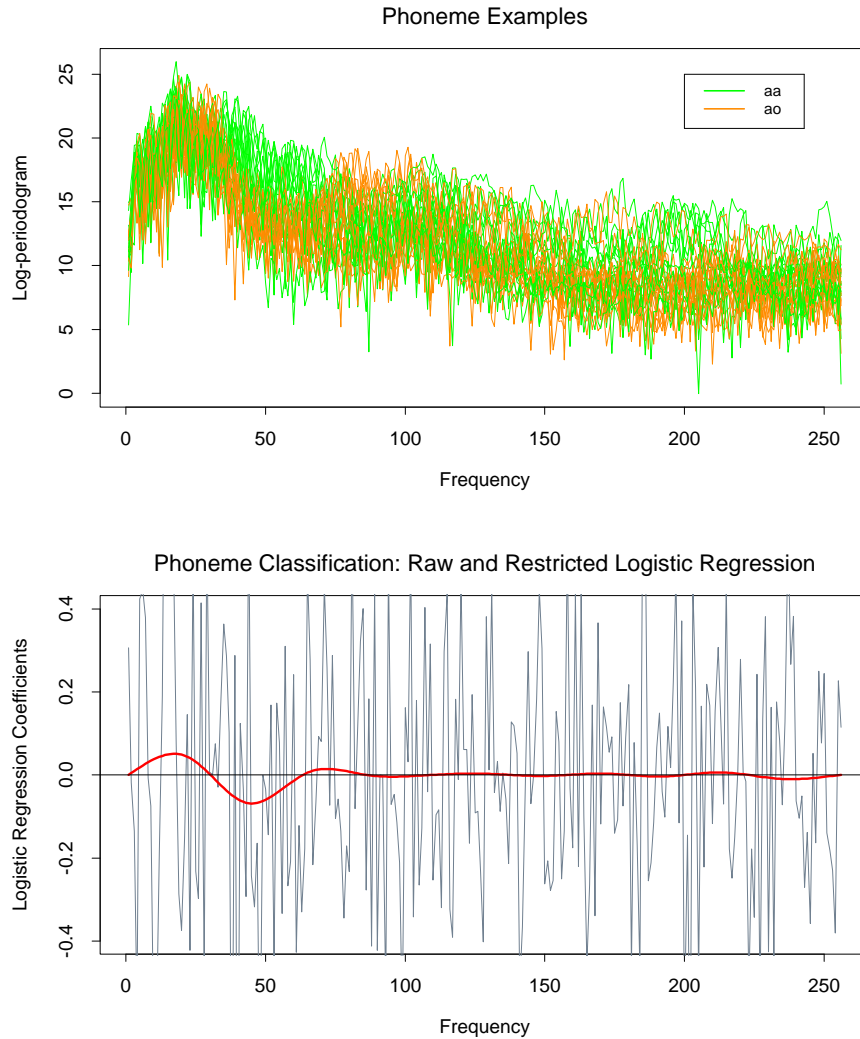 Phoneme Examples
25
20
15
10
5
0
Log-periodogram
aa
ao
0 50 100 150 200 250
Frequency
Phoneme Classification: Raw and Restricted Logistic Regression
0.4
0.2
0.0
-0.2
-0.4
Logistic Regression Coefficients
0 50 100 150 200 250
Frequency